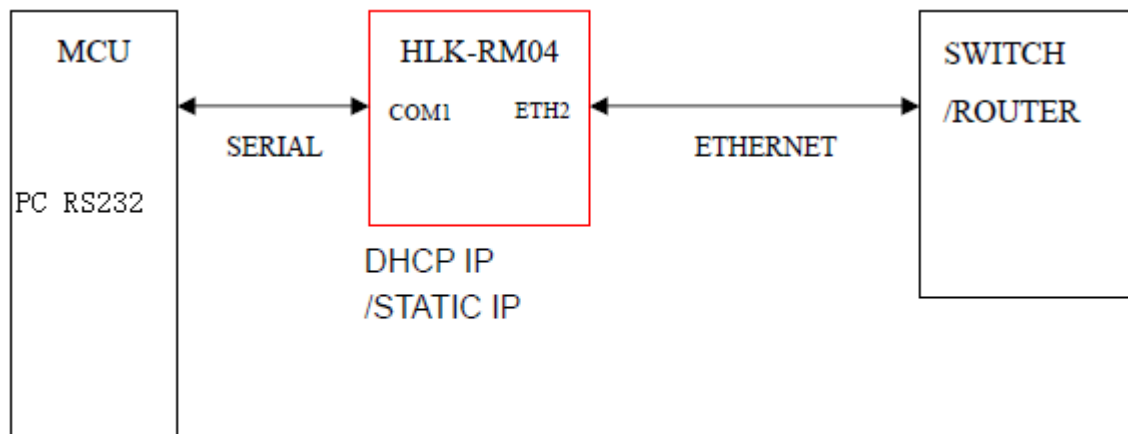 MCU
PC RS232
SERIAL
HLK-RM04
COM1 ETH2
DHCP IP
/STATIC IP
ETHERNET
SWITCH
/ROUTER